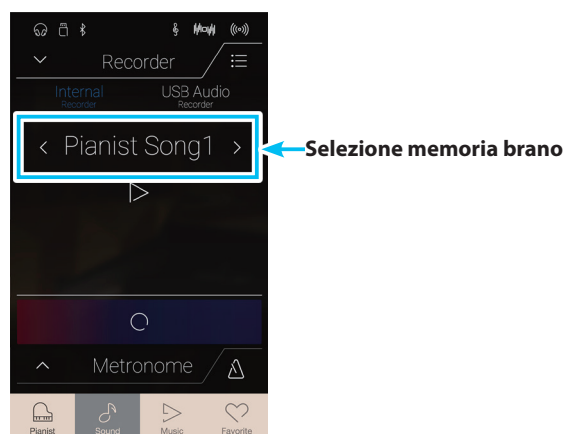 Recorder
Internal
Recorder
USB Audio
Recorder
Pianist Song1
Selezione memoria brano
Metronome
Pianist
Sound
Music
Favorite